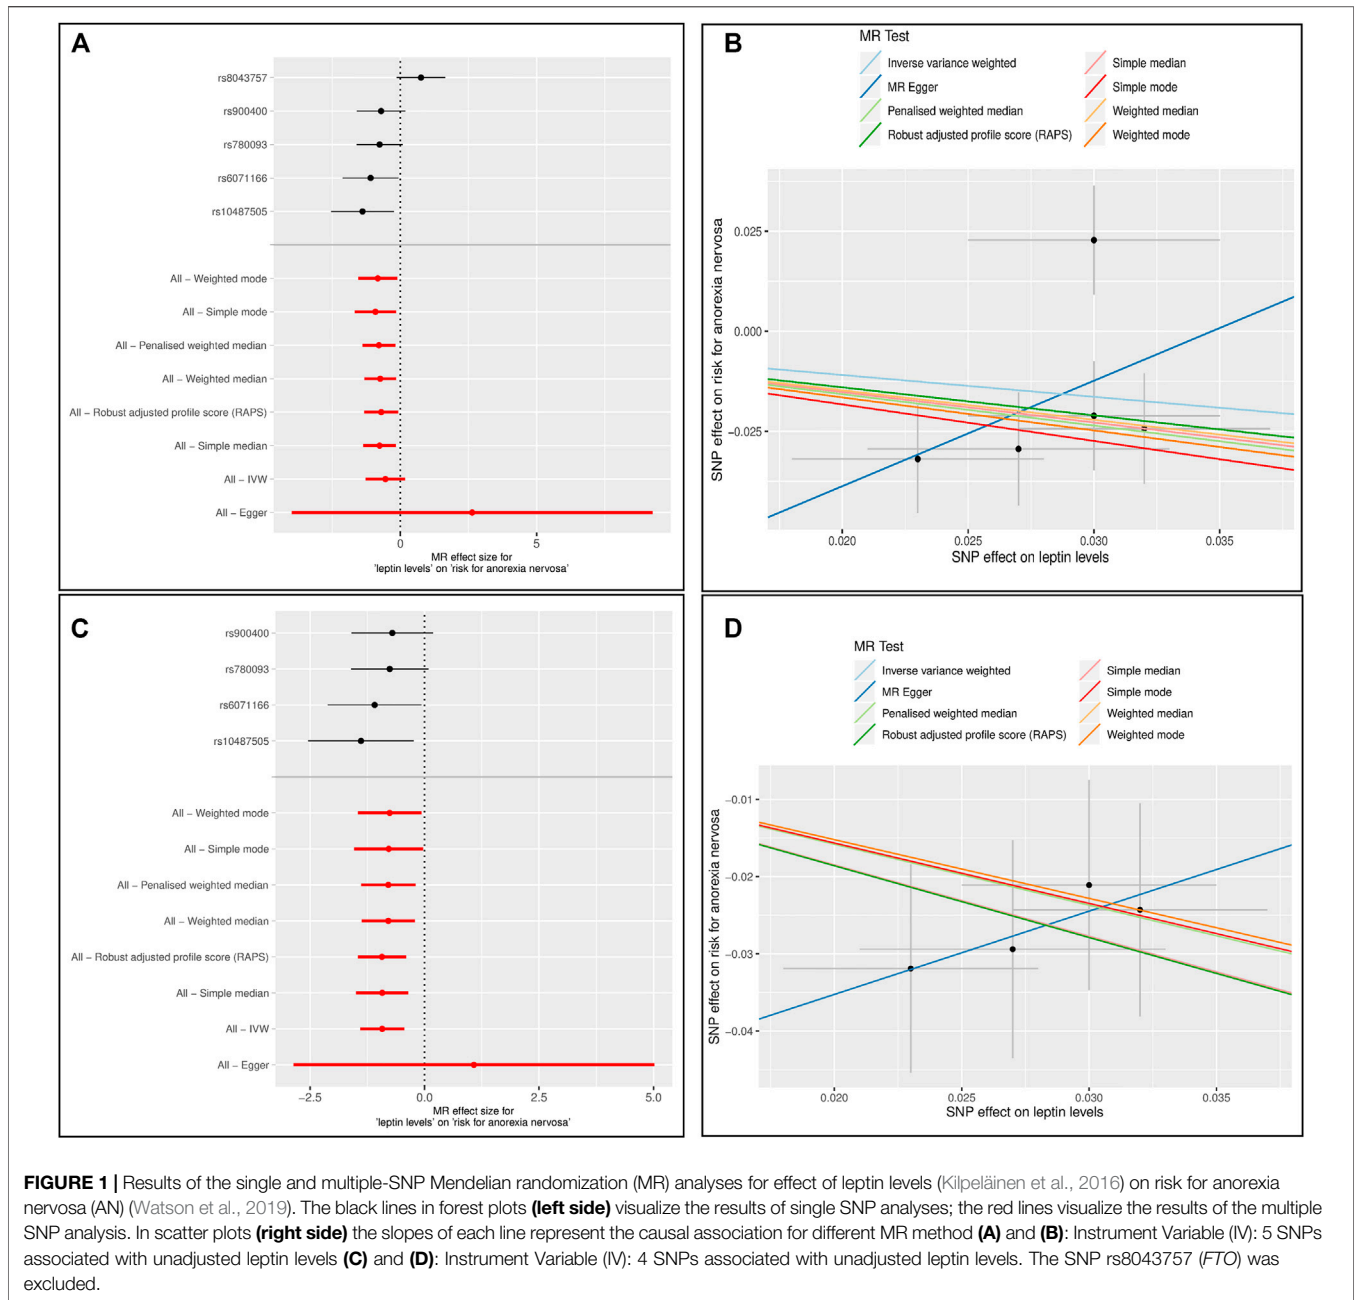 A
rs8043757
rs900400
rs780093
rs6071166
rs10487505
All − Weighted mode
All − Simple mode
All − Penalised weighted median
All − Weighted median
All − Robust adjusted profile score (RAPS)
All − Simple median
All − IVW
All − Egger
0
5
MR effect size for
'leptin levels' on 'risk for anorexia nervosa'
B
MR Test
Inverse variance weighted
MR Egger
Penalised weighted median
Robust adjusted profile score (RAPS)
Simple median
Simple mode
Weighted median
Weighted mode
SNP effect on risk for anorexia nervosa
0.025
0.000
−0.025
0.020
0.025
0.030
0.035
SNP effect on leptin levels
C
rs900400
rs780093
rs6071166
rs10487505
All − Weighted mode
All − Simple mode
All − Penalised weighted median
All − Weighted median
All − Robust adjusted profile score (RAPS)
All − Simple median
All − IVW
All − Egger
−2.5
0.0
2.5
5.0
MR effect size for
'leptin levels' on 'risk for anorexia nervosa'
D
MR Test
Inverse variance weighted
MR Egger
Penalised weighted median
Robust adjusted profile score (RAPS)
Simple median
Simple mode
Weighted median
Weighted mode
SNP effect on risk for anorexia nervosa
−0.01
−0.02
−0.03
−0.04
0.020
0.025
0.030
0.035
SNP effect on leptin levels
FIGURE 1 | Results of the single and multiple-SNP Mendelian randomization (MR) analyses for effect of leptin levels (Kilpeläinen et al., 2016) on risk for anorexia
nervosa (AN) (Watson et al., 2019). The black lines in forest plots (left side) visualize the results of single SNP analyses; the red lines visualize the results of the multiple
SNP analysis. In scatter plots (right side) the slopes of each line represent the causal association for different MR method (A) and (B): Instrument Variable (IV): 5 SNPs
associated with unadjusted leptin levels (C) and (D): Instrument Variable (IV): 4 SNPs associated with unadjusted leptin levels. The SNP rs8043757 (FTO) was
excluded.